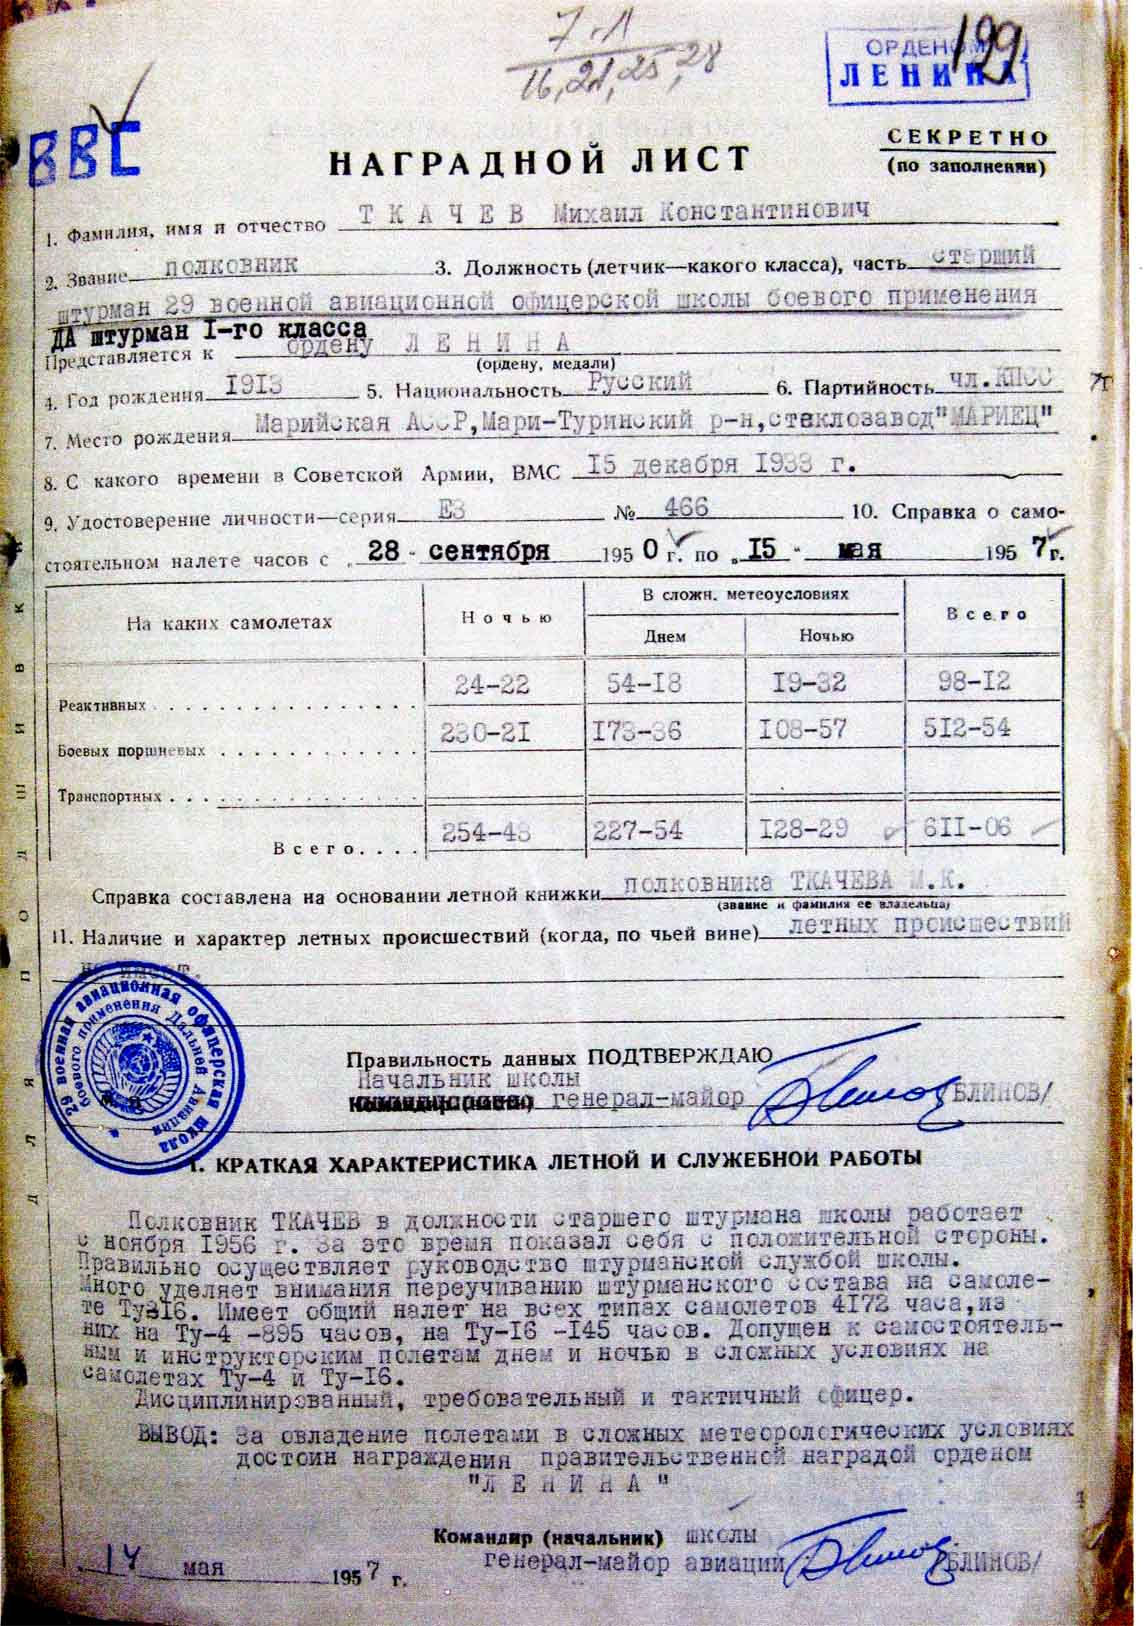 7-Л
16, 21, 25, 28
ОРДЕНОМ
ЛЕНИНА
199
ВВС
СЕКРЕТНО
(по заполнении)
НАГРАДНОЙ ЛИСТ
1. Фамилия, имя и отчество ТКАЧЕВ Михаил Константинович
2. Звание полковник 3. Должность (летчик—какого класса), часть старший
штурман 29 военной авиационной офицерской школы боевого применения
ДА штурман I-го класса
Представляется к ордену ЛЕНИНА
(ордену, медали)
4. Год рождения 1913 5. Национальность Русский 6. Партийность чл.КПСС
7. Место рождения Марийская АССР,Мари-Туринский р-н,стеклозавод"МАРИЕЦ"
8. С какого времени в Советской Армии, ВМС 15 декабря 1933 г.
9. Удостоверение личности—серия ЕЗ № 466 10. Справка о само-
стоятельном налете часов с „28 - сентября 1950 г. по „15 - мая 1957 г.
На каких самолетах Ночью В сложн. метеоусловиях Всего
Днем Ночью
Реактивных . . . 24-22 54-18 19-32 98-12
Боевых поршневых . . . 230-21 173-36 108-57 512-54
Транспортных . . .
Всего. . . . 254-43 227-54 128-29 611-06
Справка составлена на основании летной книжки полковника ТКАЧЕВА М.К.
(звание и фамилия ее владельца)
11. Наличие и характер летных происшествий (когда, по чьей вине) летных происшествий
не имеет.
29 военная авиационная офицерская школа
боевого применения Дальней Авиации
Правильность данных ПОДТВЕРЖДАЮ
Начальник школы
Командир (части) генерал-майор БЛИНОВ/
для подшивки
I. КРАТКАЯ ХАРАКТЕРИСТИКА ЛЕТНОЙ И СЛУЖЕБНОЙ РАБОТЫ
Полковник ТКАЧЕВ в должности старшего штурмана школы работает
с ноября 1956 г. За это время показал себя с положительной стороны.
Правильно осуществляет руководство штурманской службой школы.
Много уделяет внимания переучиванию штурманского состава на самоле-
те Ту-16. Имеет общий налет на всех типах самолетов 4172 часа,из
них на Ту-4 -895 часов, на Ту-16 -145 часов. Допущен к самостоятель-
ным и инструкторским полетам днем и ночью в сложных условиях на
самолетах Ту-4 и Ту-16.
Дисциплинированный, требовательный и тактичный офицер.
ВЫВОД: За овладение полетами в сложных метеорологических условиях
достоин награждения правительственной наградой орденом
"ЛЕНИНА"
Командир (начальник) школы
генерал-майор авиации БЛИНОВ/
14 мая 1957 г.